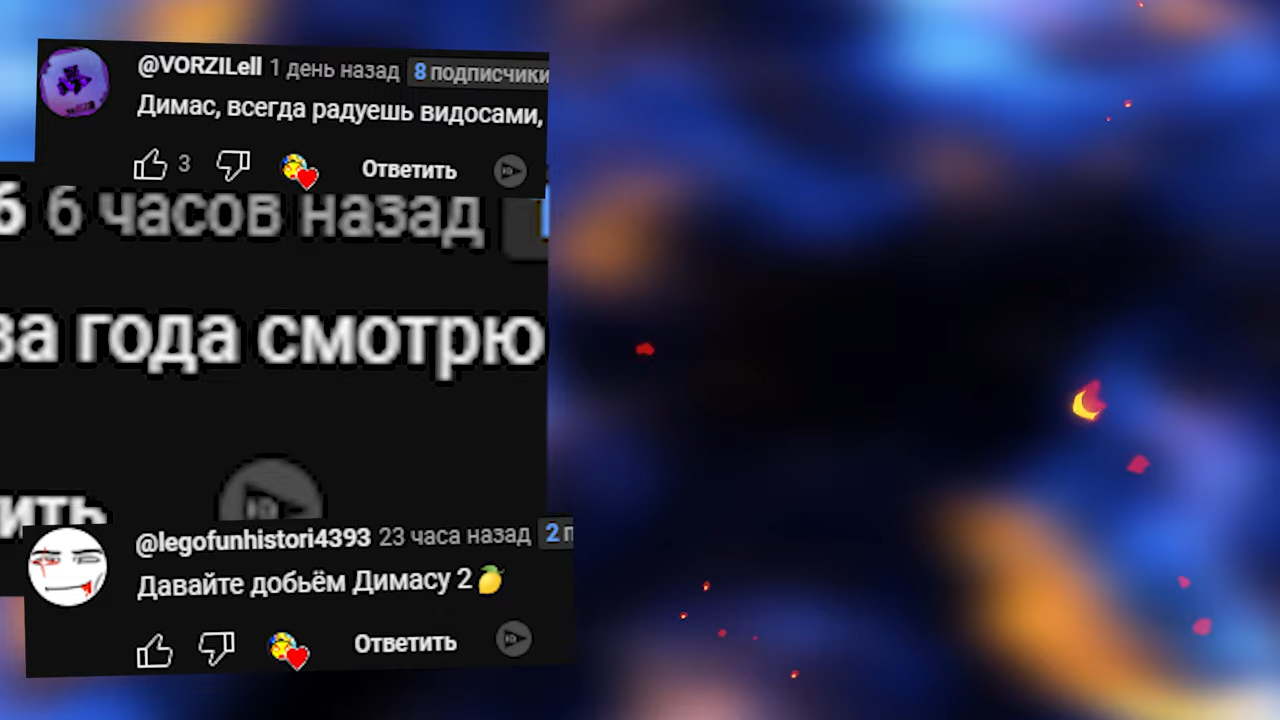 @VORZILell 1 день назад 8 подписчики
Димас, всегда радуешь видосами,
3 Ответить
6 часов назад
года смотрю
@legofunhistori4393 23 часа назад 2
Давайте добьём Димасу 2🍋
Ответить